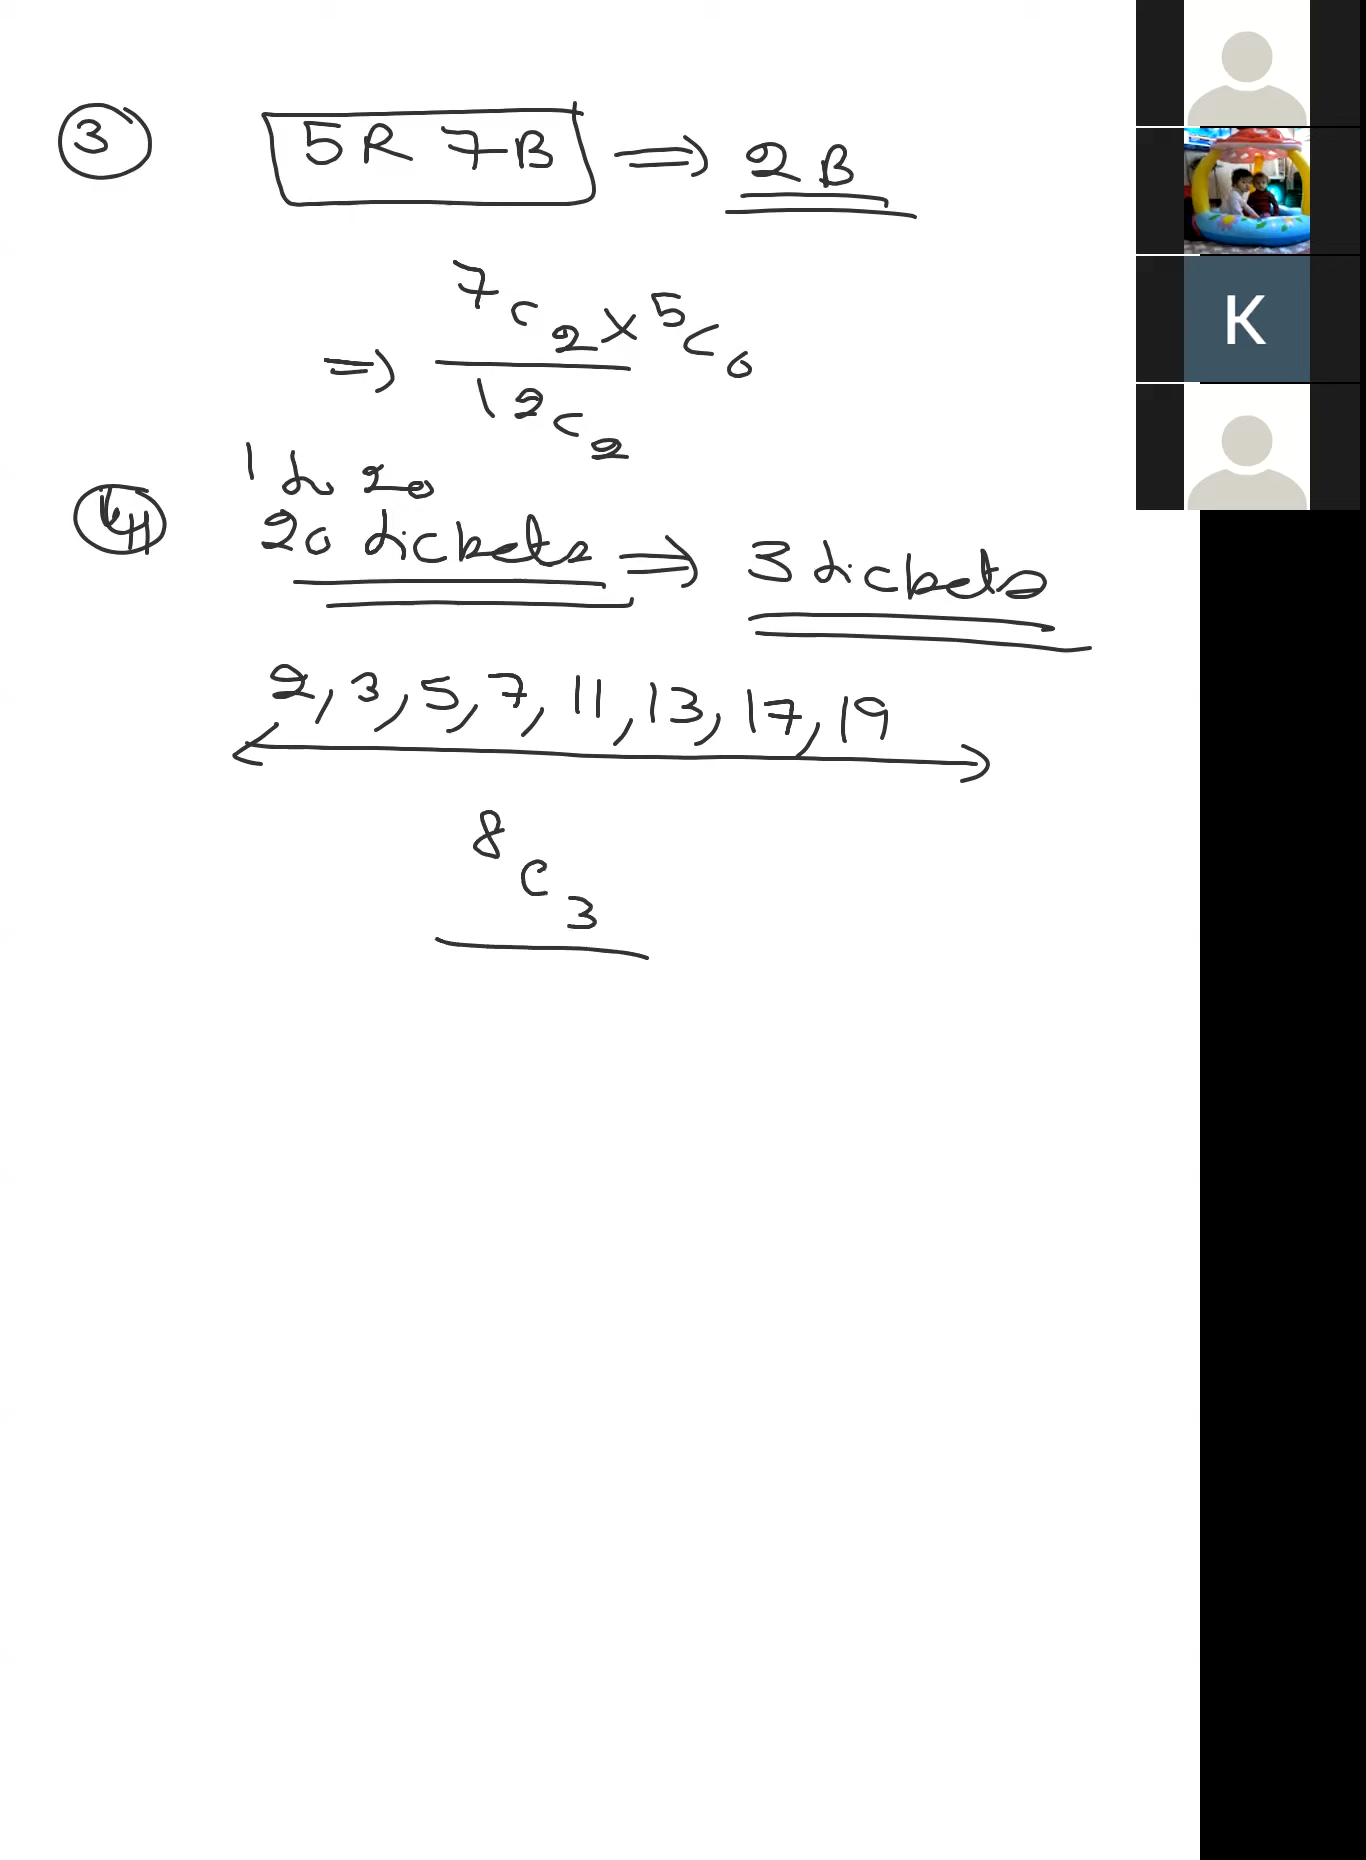 3 5R 7B ⇒ 2B
⇒ 7c2 × 5c0
12c2
1 to 20
4 20 tickets ⇒ 3 tickets
2, 3, 5, 7, 11, 13, 17, 19
8c3
K